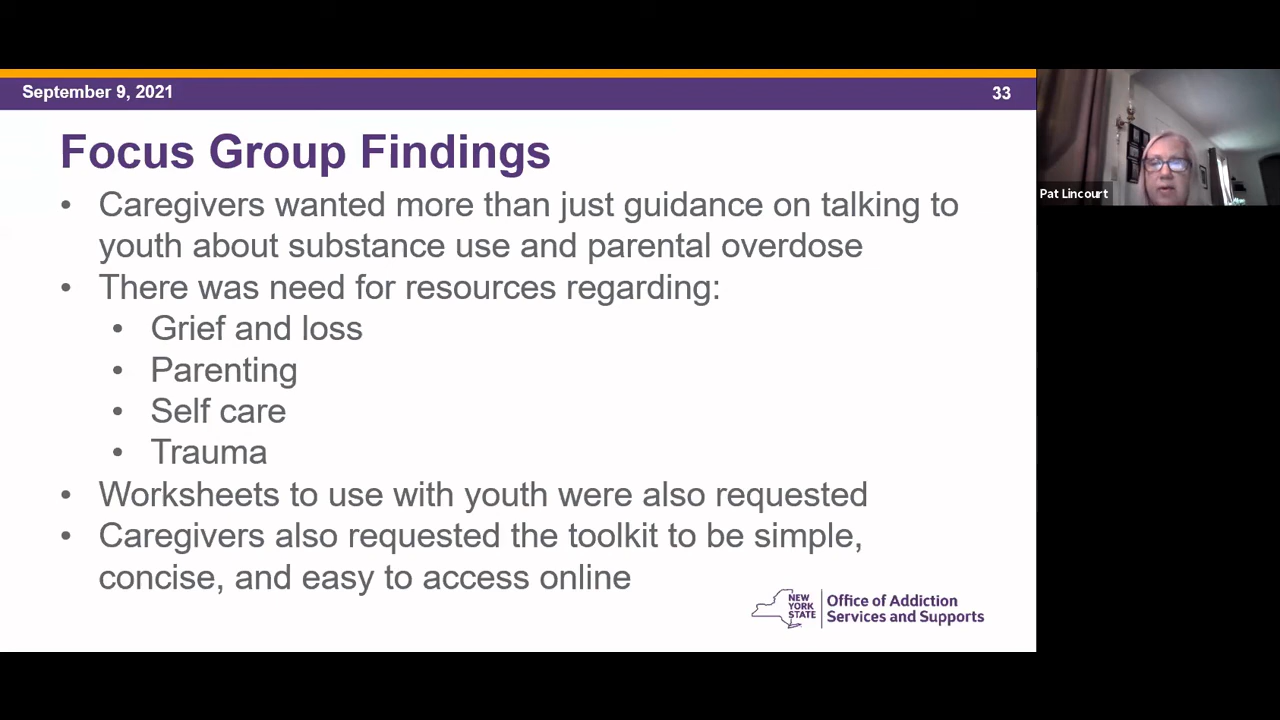 September 9, 2021
33
Focus Group Findings
• Caregivers wanted more than just guidance on talking to
youth about substance use and parental overdose
• There was need for resources regarding:
• Grief and loss
• Parenting
• Self care
• Trauma
• Worksheets to use with youth were also requested
• Caregivers also requested the toolkit to be simple,
concise, and easy to access online
NEW
YORK
STATE
Office of Addiction
Services and Supports
Pat Lincourt